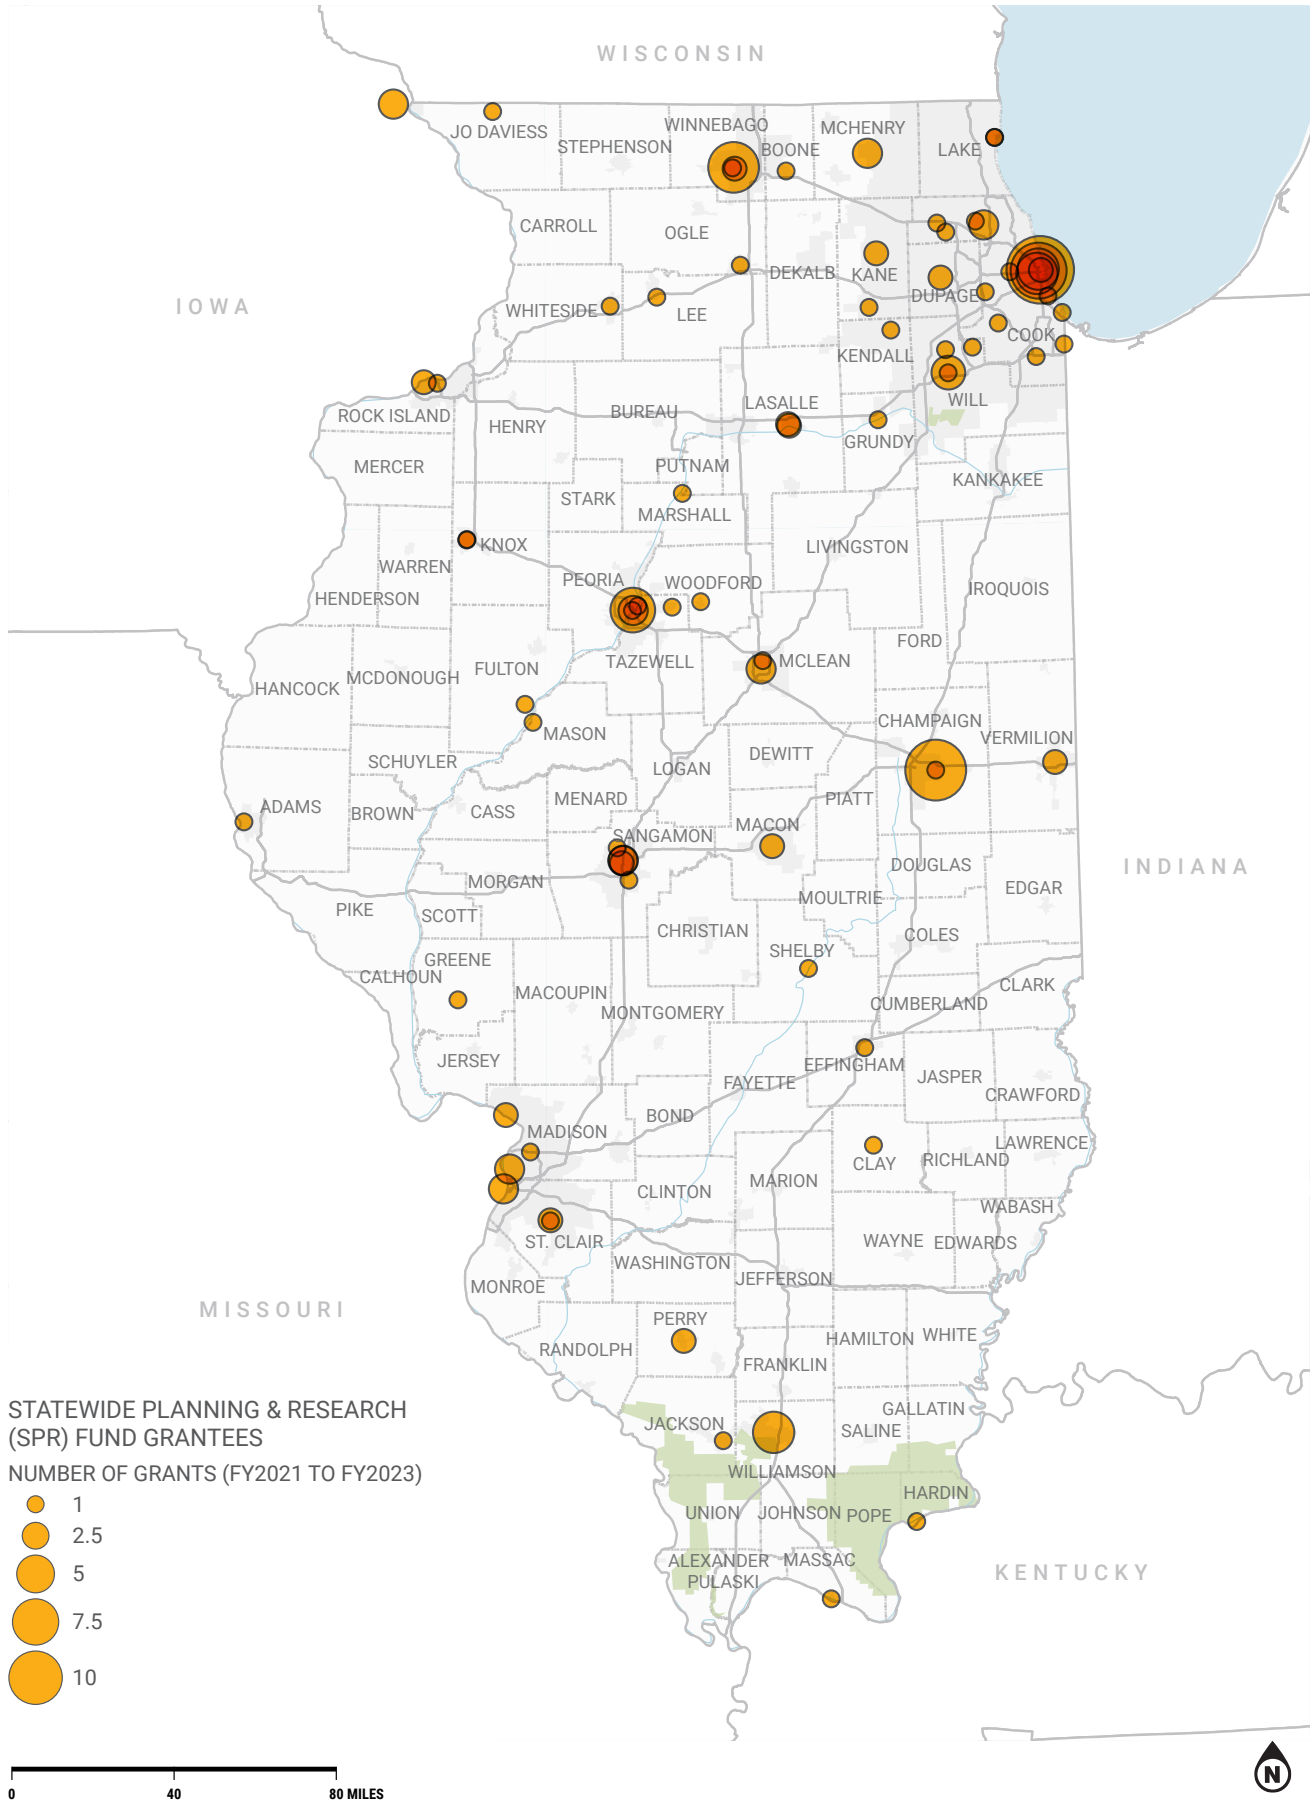 WISCONSIN
JO DAVIESS
STEPHENSON
WINNEBAGO
BOONE
MCHENRY
LAKE
CARROLL
OGLE
DEKALB
KANE
DUPAGE
IOWA
WHITESIDE
LEE
COOK
KENDALL
WILL
ROCK ISLAND
HENRY
BUREAU
LASALLE
GRUNDY
MERCER
PUTNAM
KANKAKEE
STARK
MARSHALL
KNOX
LIVINGSTON
WARREN
PEORIA
WOODFORD
HENDERSON
IROQUOIS
FORD
HANCOCK
MCDONOUGH
FULTON
TAZEWELL
MCLEAN
CHAMPAIGN
VERMILION
MASON
SCHUYLER
LOGAN
DEWITT
ADAMS
BROWN
CASS
MENARD
PIATT
SANGAMON
MACON
DOUGLAS
INDIANA
EDGAR
MORGAN
MOULTRIE
PIKE
SCOTT
CHRISTIAN
COLES
SHELBY
GREENE
CALHOUN
MACOUPIN
MONTGOMERY
CUMBERLAND
CLARK
JERSEY
EFFINGHAM
FAYETTE
JASPER
CRAWFORD
BOND
MADISON
LAWRENCE
CLAY
RICHLAND
MARION
CLINTON
WABASH
ST. CLAIR
WAYNE
EDWARDS
WASHINGTON
JEFFERSON
MONROE
MISSOURI
PERRY
RANDOLPH
HAMILTON
WHITE
FRANKLIN
GALLATIN
JACKSON
SALINE
WILLIAMSON
HARDIN
UNION
JOHNSON
POPE
ALEXANDER
MASSAC
PULASKI
KENTUCKY
STATEWIDE PLANNING & RESEARCH
(SPR) FUND GRANTEES
NUMBER OF GRANTS (FY2021 TO FY2023)
1
2.5
5
7.5
10
0 40 80 MILES
N